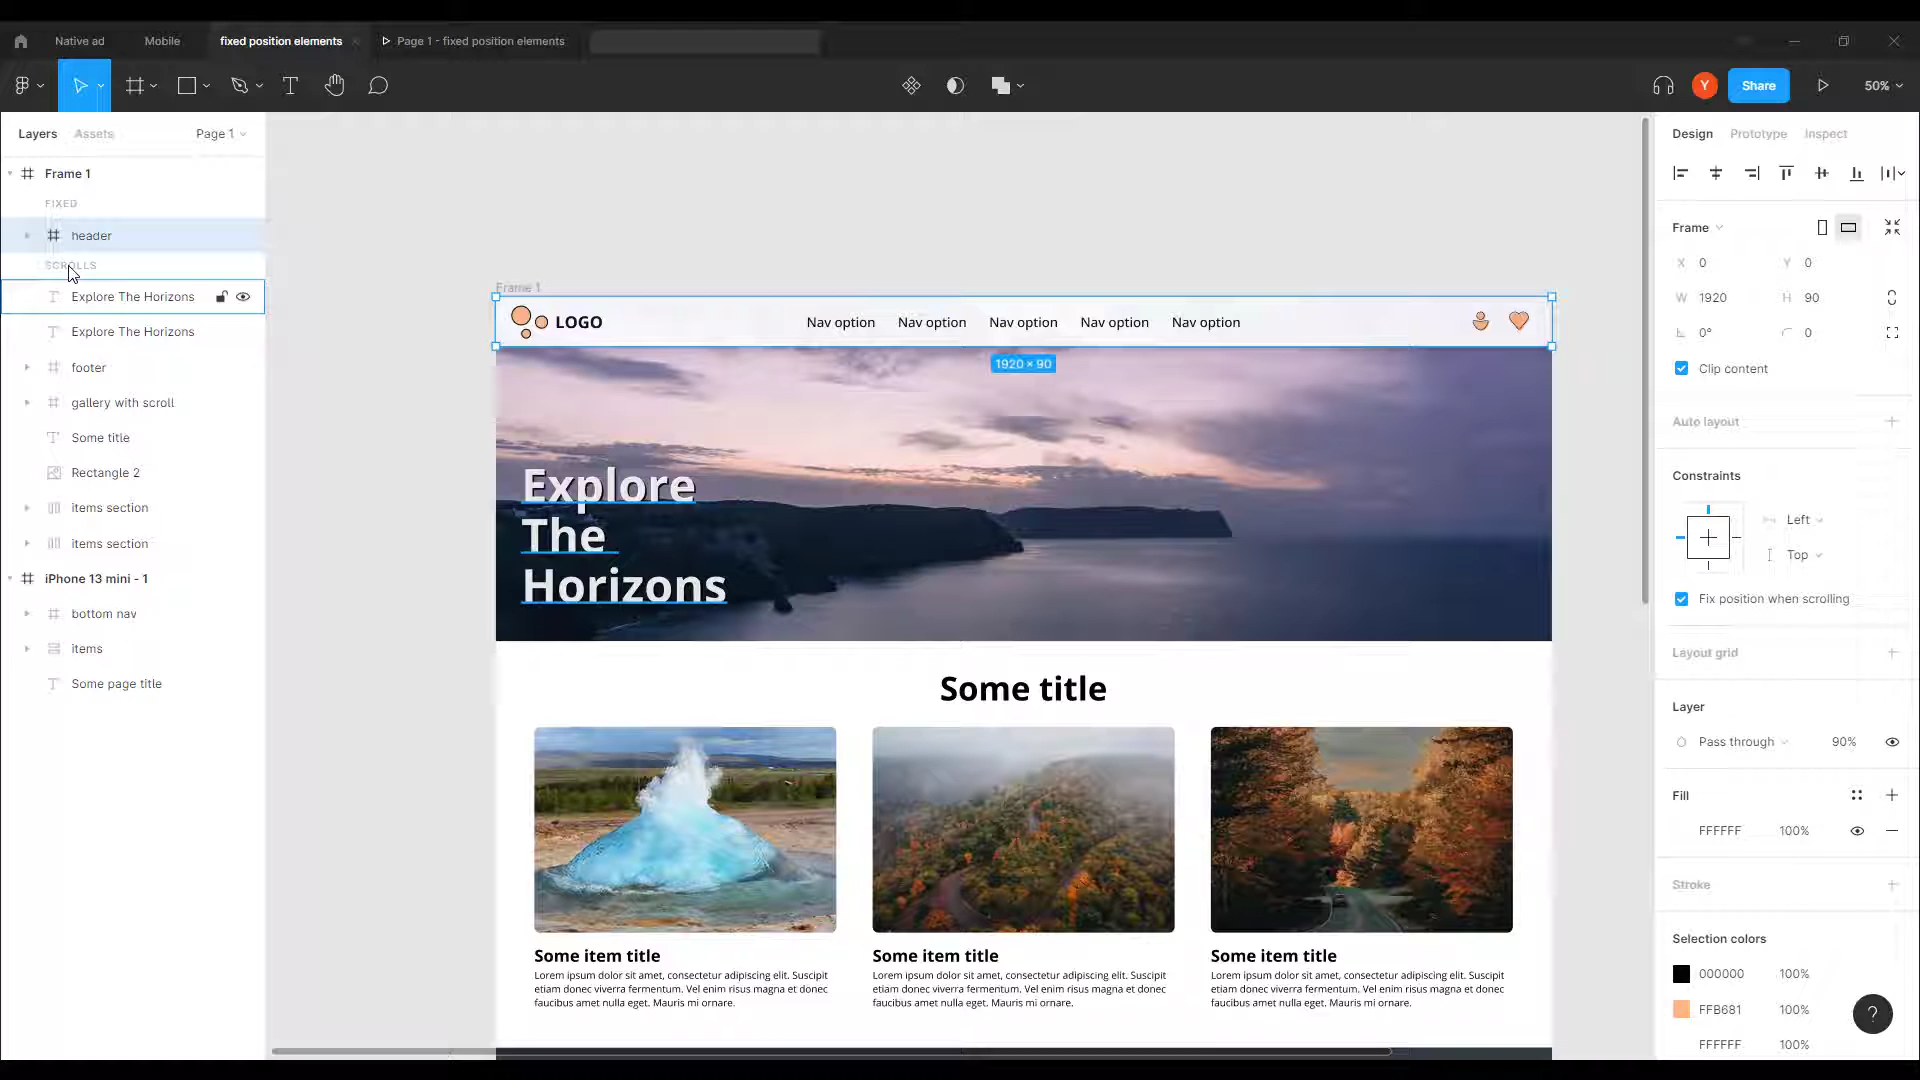 Native ad
Mobile
fixed position elements
Page 1 - fixed position elements
Share
Y
50%
Layers
Assets
Page 1
Frame 1
FIXED
header
SCROLLS
Explore The Horizons
Explore The Horizons
footer
gallery with scroll
Some title
Rectangle 2
items section
items section
iPhone 13 mini - 1
bottom nav
items
Some page title
Frame 1
LOGO
Nav option
Nav option
Nav option
Nav option
Nav option
1920 × 90
Explore
The
Horizons
Some title
Some item title
Lorem ipsum dolor sit amet, consectetur adipiscing elit. Suscipit
etiam donec viverra fermentum. Vel enim risus magna et donec
faucibus amet nulla eget. Mauris mi ornare.
Some item title
Lorem ipsum dolor sit amet, consectetur adipiscing elit. Suscipit
etiam donec viverra fermentum. Vel enim risus magna et donec
faucibus amet nulla eget. Mauris mi ornare.
Some item title
Lorem ipsum dolor sit amet, consectetur adipiscing elit. Suscipit
etiam donec viverra fermentum. Vel enim risus magna et donec
faucibus amet nulla eget. Mauris mi ornare.
Design
Prototype
Inspect
Frame
X 0
Y 0
W 1920
H 90
0°
0
Clip content
Auto layout
Constraints
Left
Top
Fix position when scrolling
Layout grid
Layer
Pass through
90%
Fill
FFFFFF
100%
Stroke
Selection colors
000000
100%
FFB681
100%
FFFFFF
100%
?